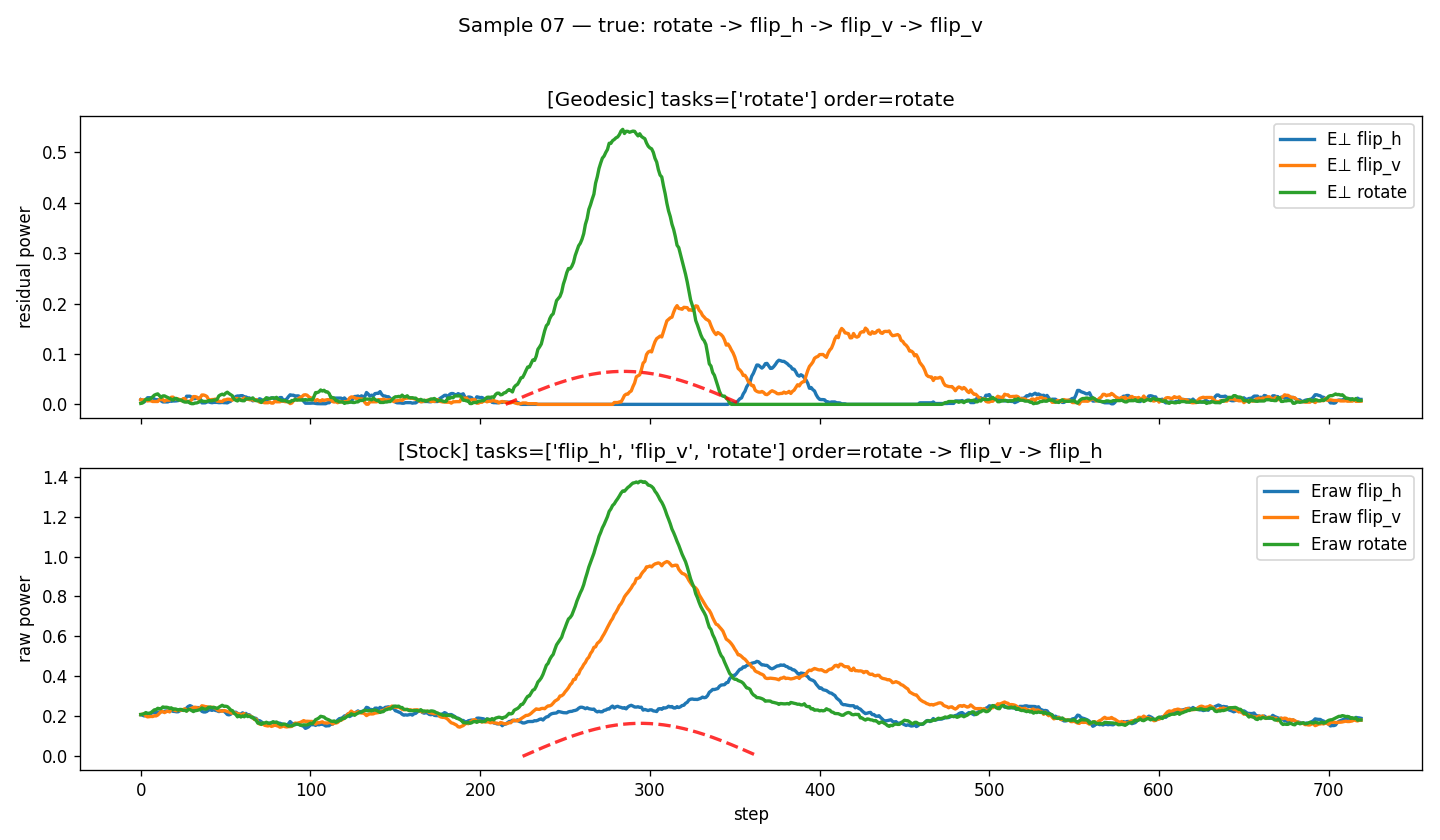 Sample 07 — true: rotate -> flip_h -> flip_v -> flip_v
[Geodesic] tasks=['rotate'] order=rotate
residual power
0.5
0.4
0.3
0.2
0.1
0.0
E⊥ flip_h
E⊥ flip_v
E⊥ rotate
[Stock] tasks=['flip_h', 'flip_v', 'rotate'] order=rotate -> flip_v -> flip_h
raw power
1.4
1.2
1.0
0.8
0.6
0.4
0.2
0.0
Eraw flip_h
Eraw flip_v
Eraw rotate
0 100 200 300 400 500 600 700
step